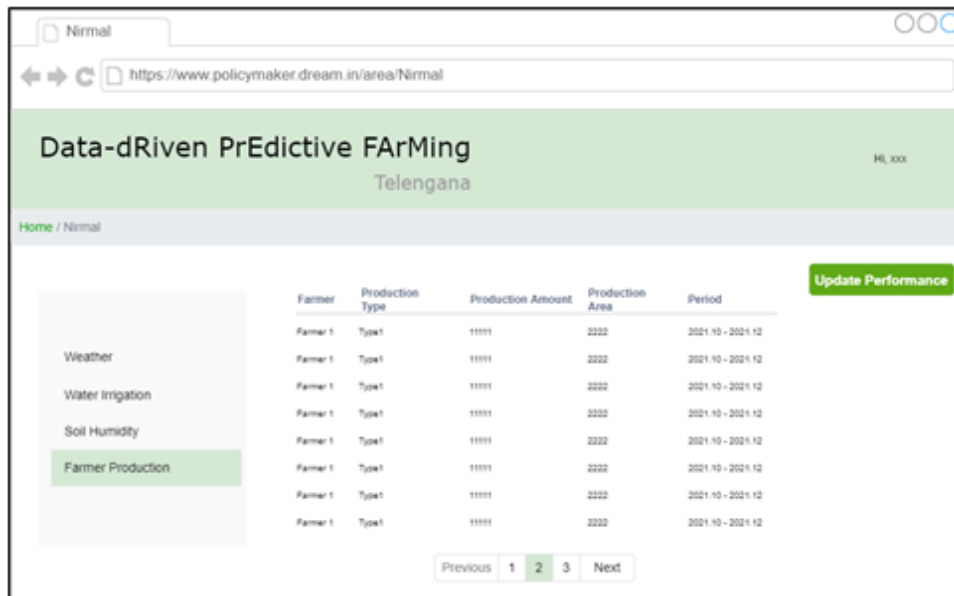 Nirmal
https://www.policymaker.dream.in/area/Nirmal
Data-dRiven PrEdictive FArMing
Telengana
Hi, xxx
Home / Nirmal
Update Performance
Weather
Water Irrigation
Soil Humidity
Farmer Production
Farmer Production Type Production Amount Production Area Period
Farmer 1 Type1 11111 2222 2021.10 - 2021.12
Farmer 1 Type1 11111 2222 2021.10 - 2021.12
Farmer 1 Type1 11111 2222 2021.10 - 2021.12
Farmer 1 Type1 11111 2222 2021.10 - 2021.12
Farmer 1 Type1 11111 2222 2021.10 - 2021.12
Farmer 1 Type1 11111 2222 2021.10 - 2021.12
Farmer 1 Type1 11111 2222 2021.10 - 2021.12
Farmer 1 Type1 11111 2222 2021.10 - 2021.12
Previous 1 2 3 Next